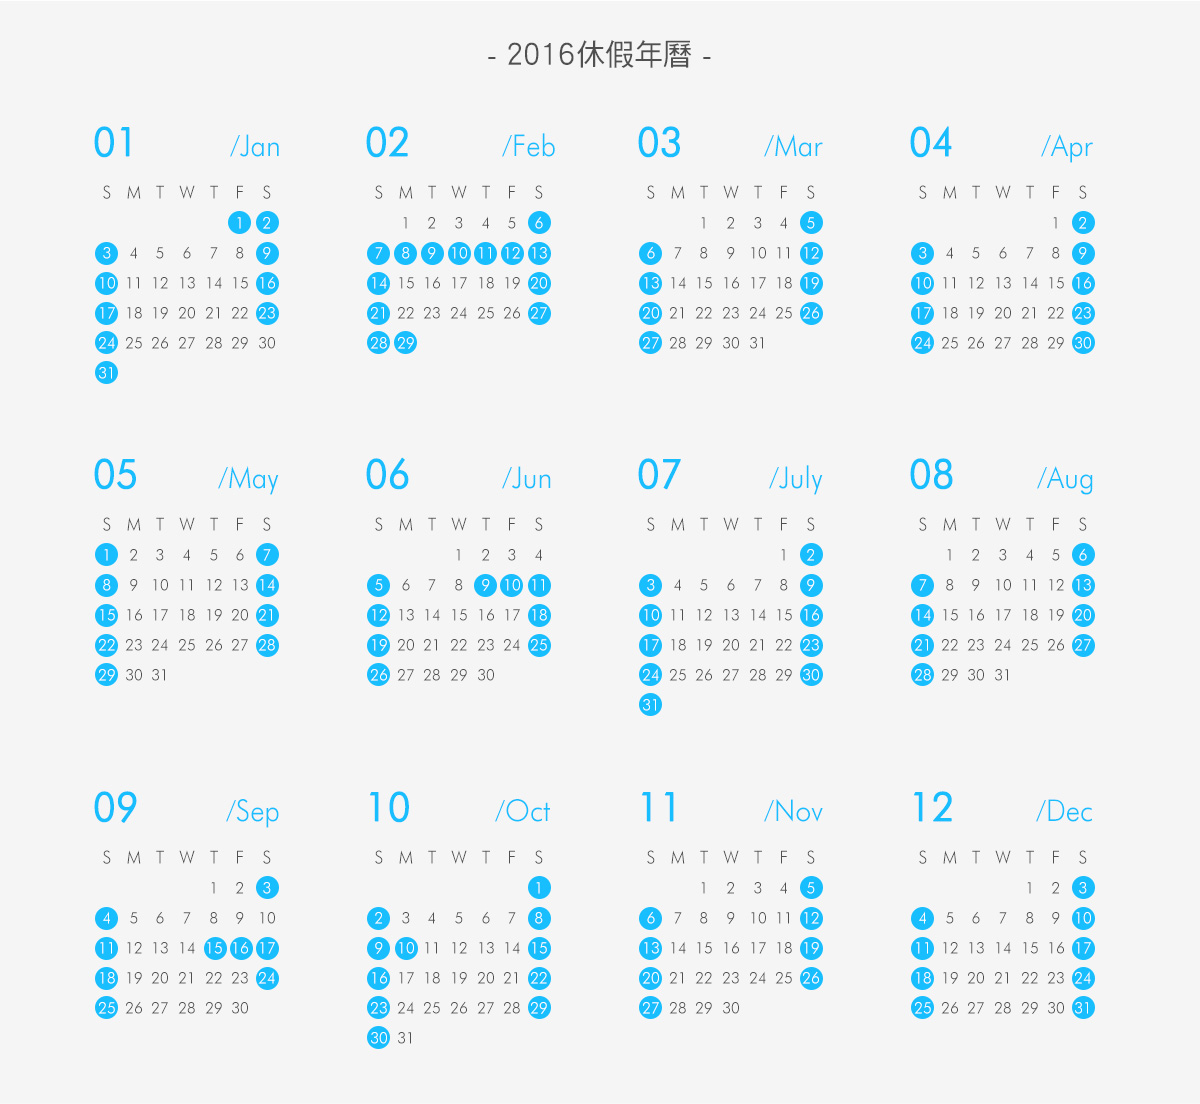 - 2016休假年曆 -
01 /Jan
S M T W T F S
1 2
3 4 5 6 7 8 9
10 11 12 13 14 15 16
17 18 19 20 21 22 23
24 25 26 27 28 29 30
31
02 /Feb
S M T W T F S
1 2 3 4 5 6
7 8 9 10 11 12 13
14 15 16 17 18 19 20
21 22 23 24 25 26 27
28 29
03 /Mar
S M T W T F S
1 2 3 4 5
6 7 8 9 10 11 12
13 14 15 16 17 18 19
20 21 22 23 24 25 26
27 28 29 30 31
04 /Apr
S M T W T F S
1 2
3 4 5 6 7 8 9
10 11 12 13 14 15 16
17 18 19 20 21 22 23
24 25 26 27 28 29 30
05 /May
S M T W T F S
1 2 3 4 5 6 7
8 9 10 11 12 13 14
15 16 17 18 19 20 21
22 23 24 25 26 27 28
29 30 31
06 /Jun
S M T W T F S
1 2 3 4
5 6 7 8 9 10 11
12 13 14 15 16 17 18
19 20 21 22 23 24 25
26 27 28 29 30
07 /July
S M T W T F S
1 2
3 4 5 6 7 8 9
10 11 12 13 14 15 16
17 18 19 20 21 22 23
24 25 26 27 28 29 30
31
08 /Aug
S M T W T F S
1 2 3 4 5 6
7 8 9 10 11 12 13
14 15 16 17 18 19 20
21 22 23 24 25 26 27
28 29 30 31
09 /Sep
S M T W T F S
1 2 3
4 5 6 7 8 9 10
11 12 13 14 15 16 17
18 19 20 21 22 23 24
25 26 27 28 29 30
10 /Oct
S M T W T F S
1
2 3 4 5 6 7 8
9 10 11 12 13 14 15
16 17 18 19 20 21 22
23 24 25 26 27 28 29
30 31
11 /Nov
S M T W T F S
1 2 3 4 5
6 7 8 9 10 11 12
13 14 15 16 17 18 19
20 21 22 23 24 25 26
27 28 29 30
12 /Dec
S M T W T F S
1 2 3
4 5 6 7 8 9 10
11 12 13 14 15 16 17
18 19 20 21 22 23 24
25 26 27 28 29 30 31